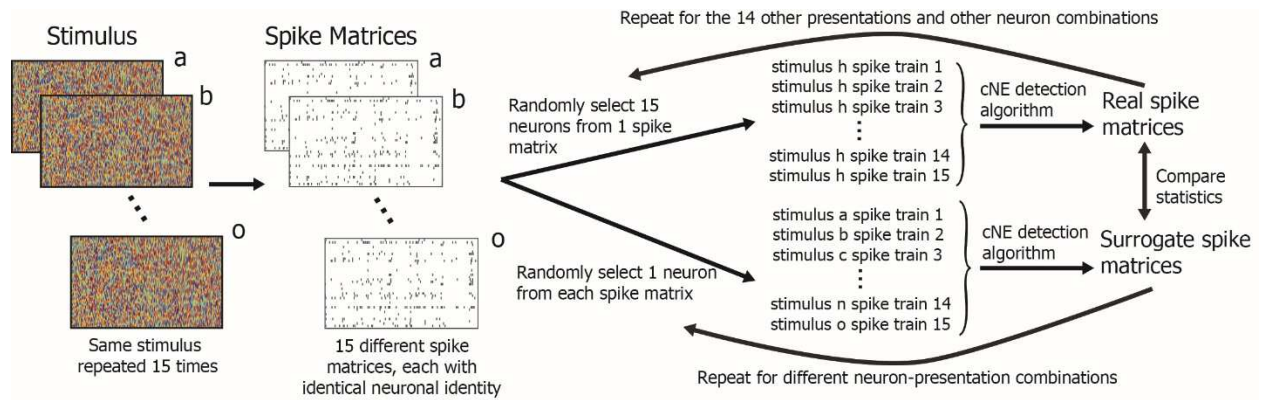 Repeat for the 14 other presentations and other neuron combinations
Stimulus
a
b
o
Same stimulus
repeated 15 times
Spike Matrices
a
b
o
15 different spike
matrices, each with
identical neuronal identity
Randomly select 15
neurons from 1 spike
matrix
stimulus h spike train 1
stimulus h spike train 2
stimulus h spike train 3
stimulus h spike train 14
stimulus h spike train 15
cNE detection
algorithm
Real spike
matrices
Compare
statistics
Randomly select 1 neuron
from each spike matrix
stimulus a spike train 1
stimulus b spike train 2
stimulus c spike train 3
stimulus n spike train 14
stimulus o spike train 15
cNE detection
algorithm
Surrogate spike
matrices
Repeat for different neuron-presentation combinations